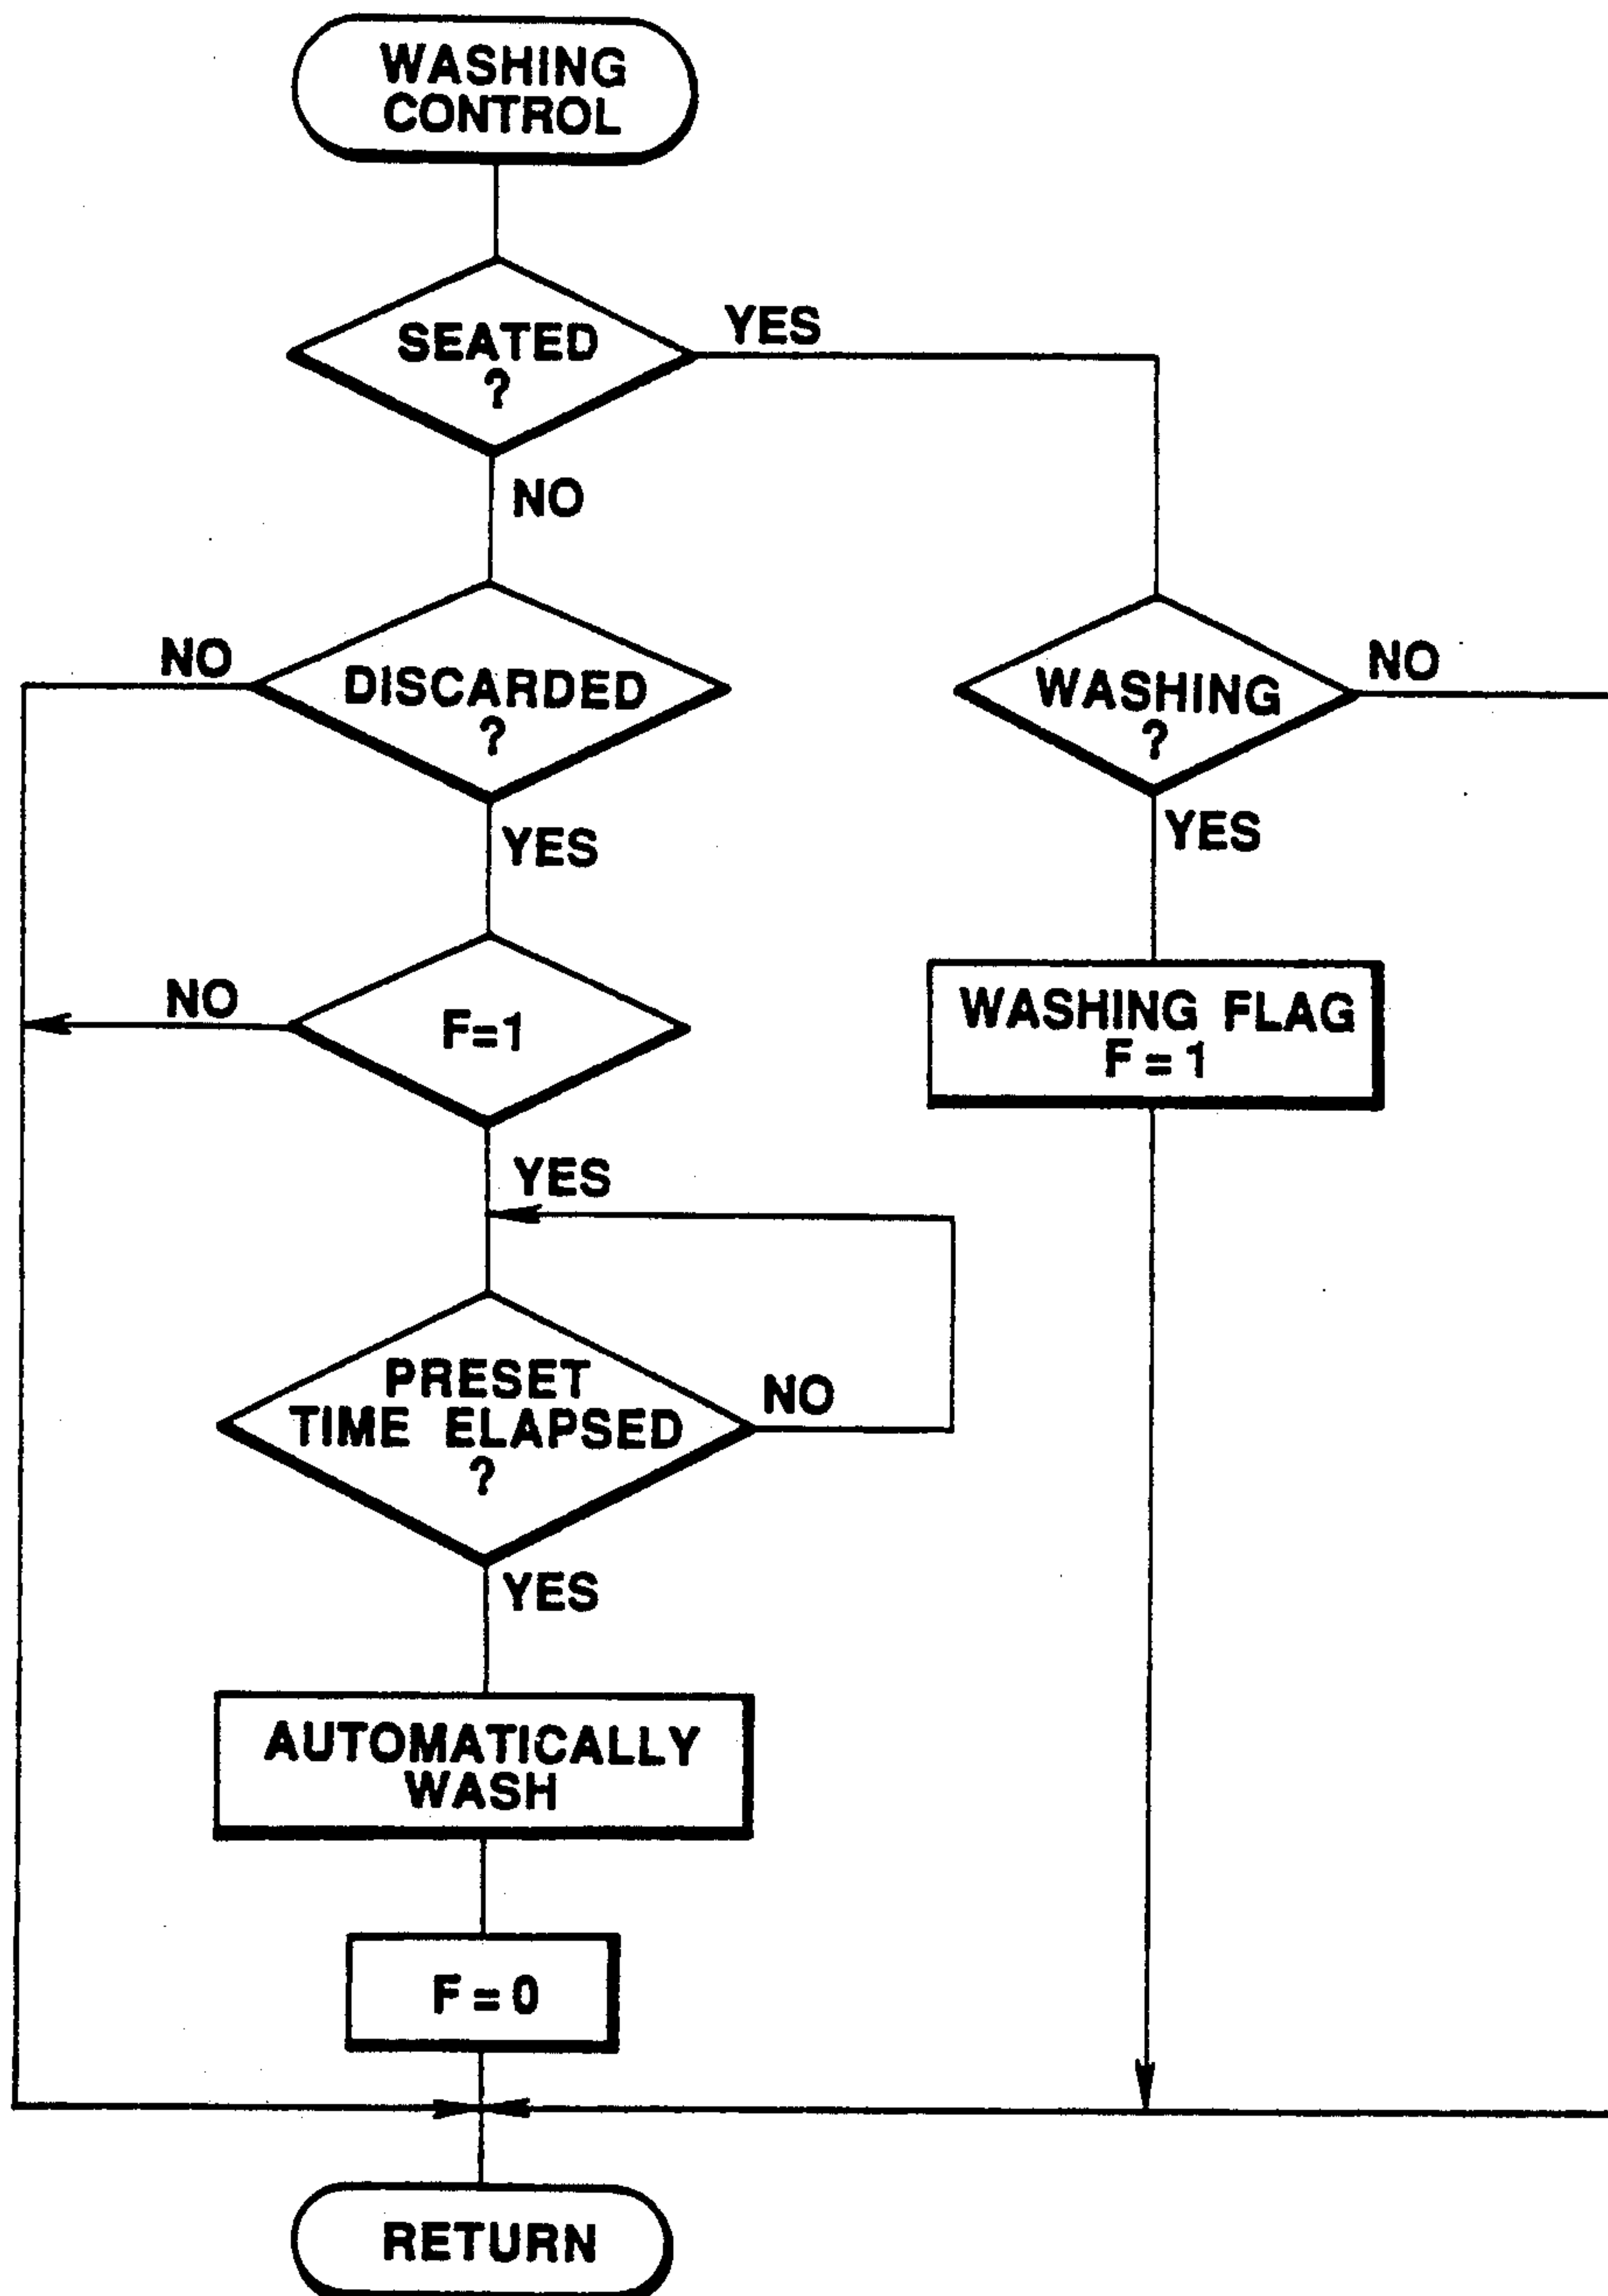 WASHING
CONTROL
SEATED
?
YES
NO
DISCARDED
?
NO
YES
WASHING
?
NO
YES
F=1
NO
YES
WASHING FLAG
F = 1
PRESET
TIME ELAPSED
?
NO
YES
AUTOMATICALLY
WASH
F = 0
RETURN